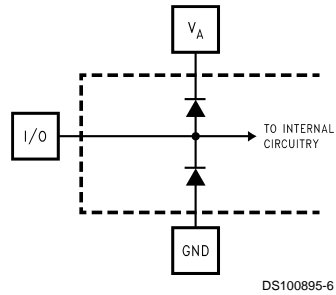 V_A
I/O
TO INTERNAL
CIRCUITRY
GND
DS100895-6